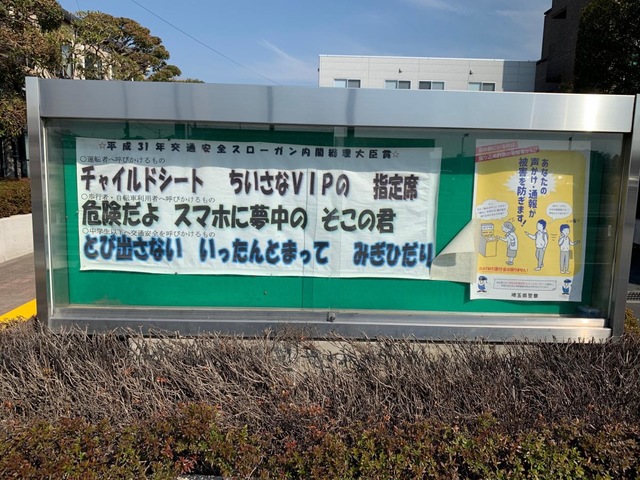 ☆平成31年交通安全スローガン内閣総理大臣賞☆
○運転者へ呼びかけるもの
チャイルドシート ちいさなVIPの 指定席
○歩行者・自転車利用者へ呼びかけるもの
危険だよ スマホに夢中の そこの君
○中学生以下へ交通安全を呼びかけるもの
とび出さない いったんとまって みぎひだり
あなたの
声かけ・通報が
被害を防ぎます!
埼玉県警察